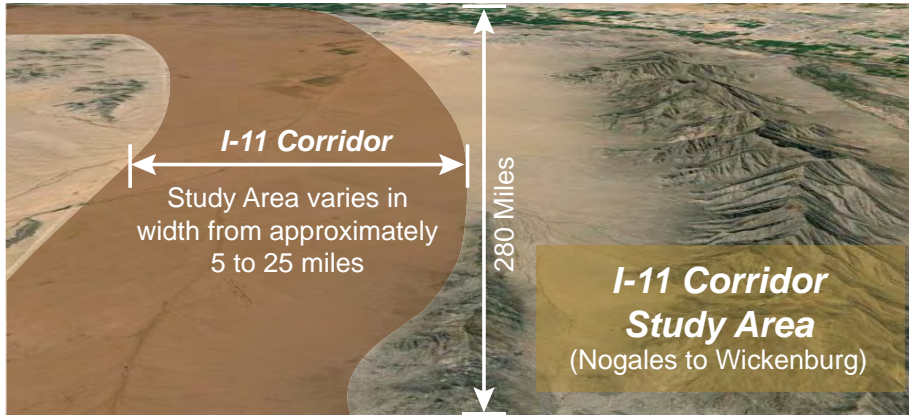 I-11 Corridor
Study Area varies in
width from approximately
5 to 25 miles
280 Miles
I-11 Corridor
Study Area
(Nogales to Wickenburg)